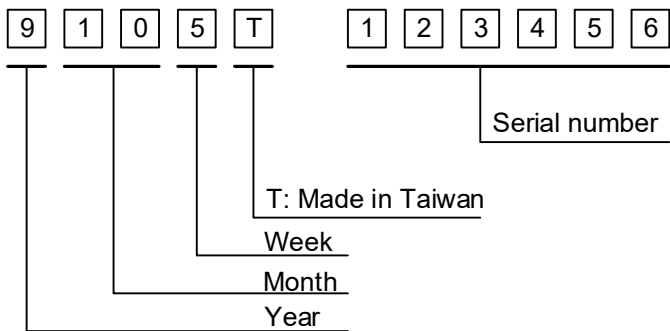 9 1 0 5 T 1 2 3 4 5 6
Serial number
T: Made in Taiwan
Week
Month
Year